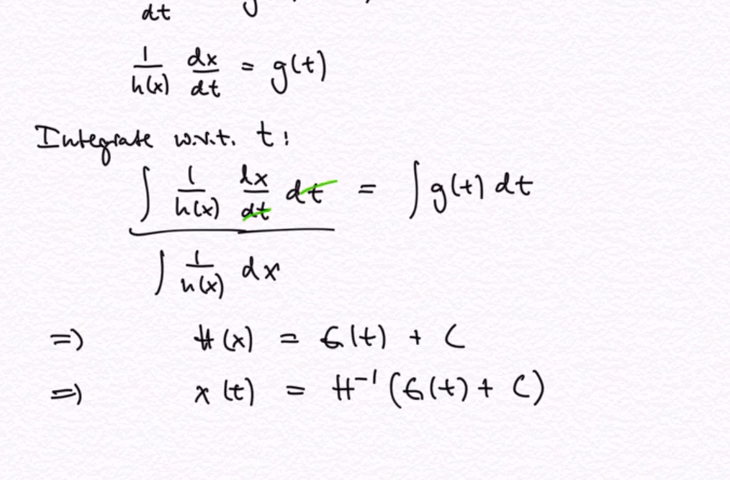 dt g
1/h(x) dx/dt = g(t)
Integrate w.r.t. t:
∫ 1/h(x) dx/dt dt = ∫ g(t) dt
∫ 1/h(x) dx
=> H(x) = G(t) + C
=> x(t) = H⁻¹(G(t) + C)